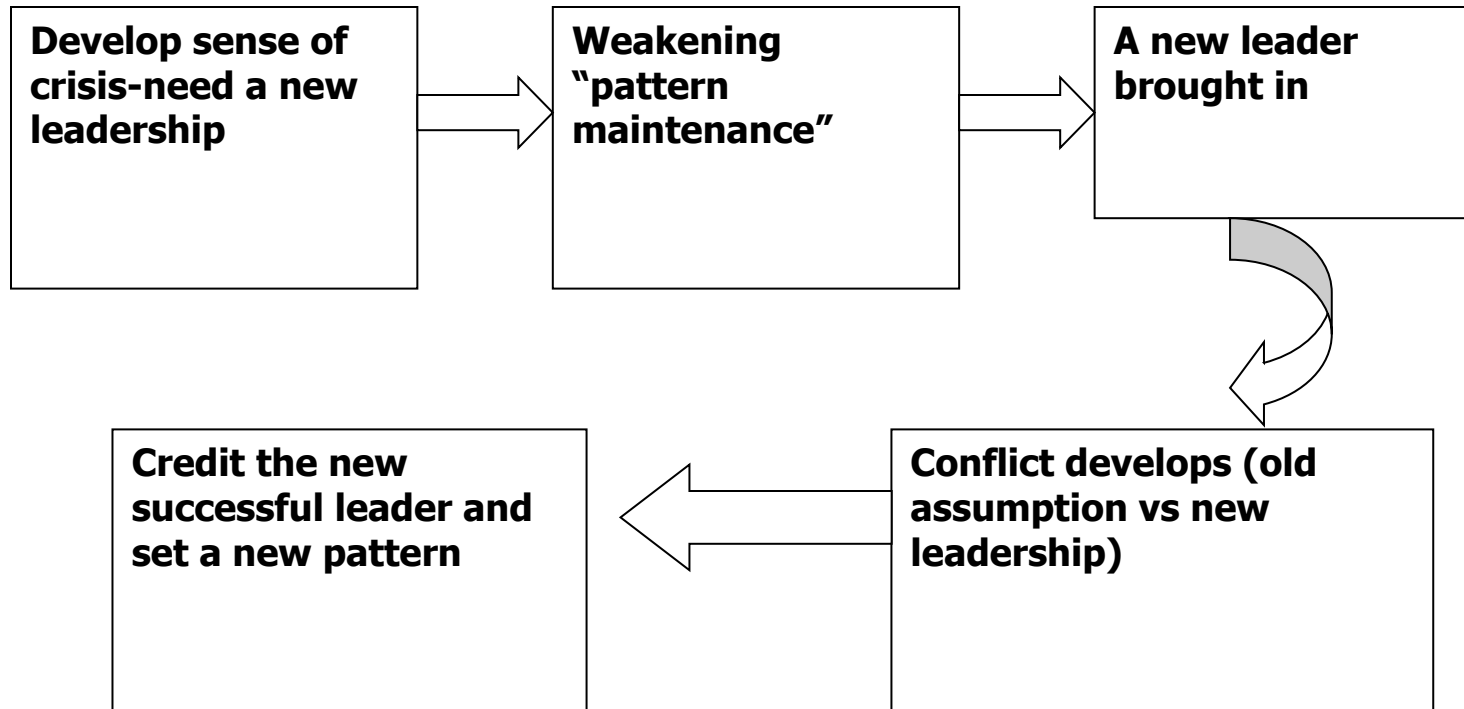 Develop sense of
crisis-need a new
leadership
Weakening
“pattern
maintenance”
A new leader
brought in
Conflict develops (old
assumption vs new
leadership)
Credit the new
successful leader and
set a new pattern